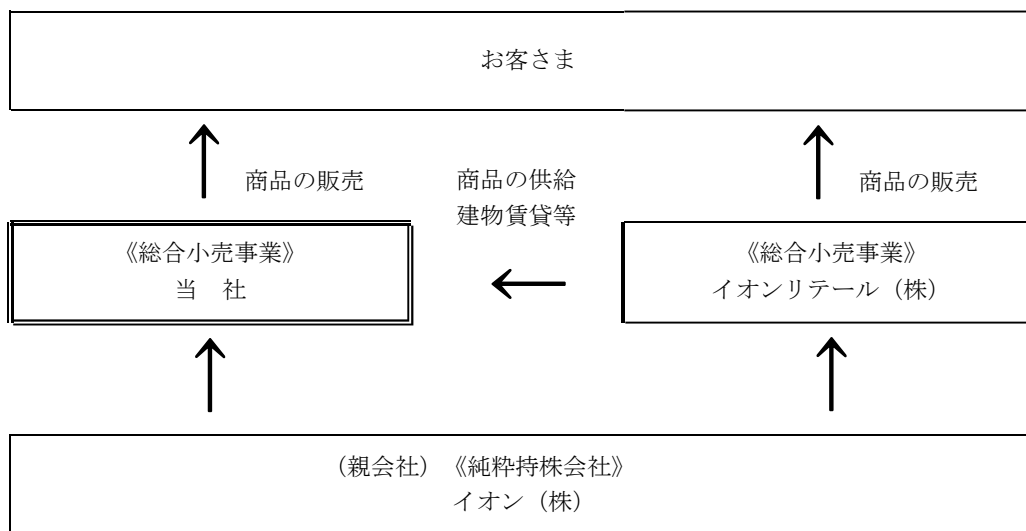 お客さま
商品の販売
商品の供給
建物賃貸等
商品の販売
《総合小売事業》
当　社
《総合小売事業》
イオンリテール（株）
（親会社）《純粋持株会社》
イオン（株）